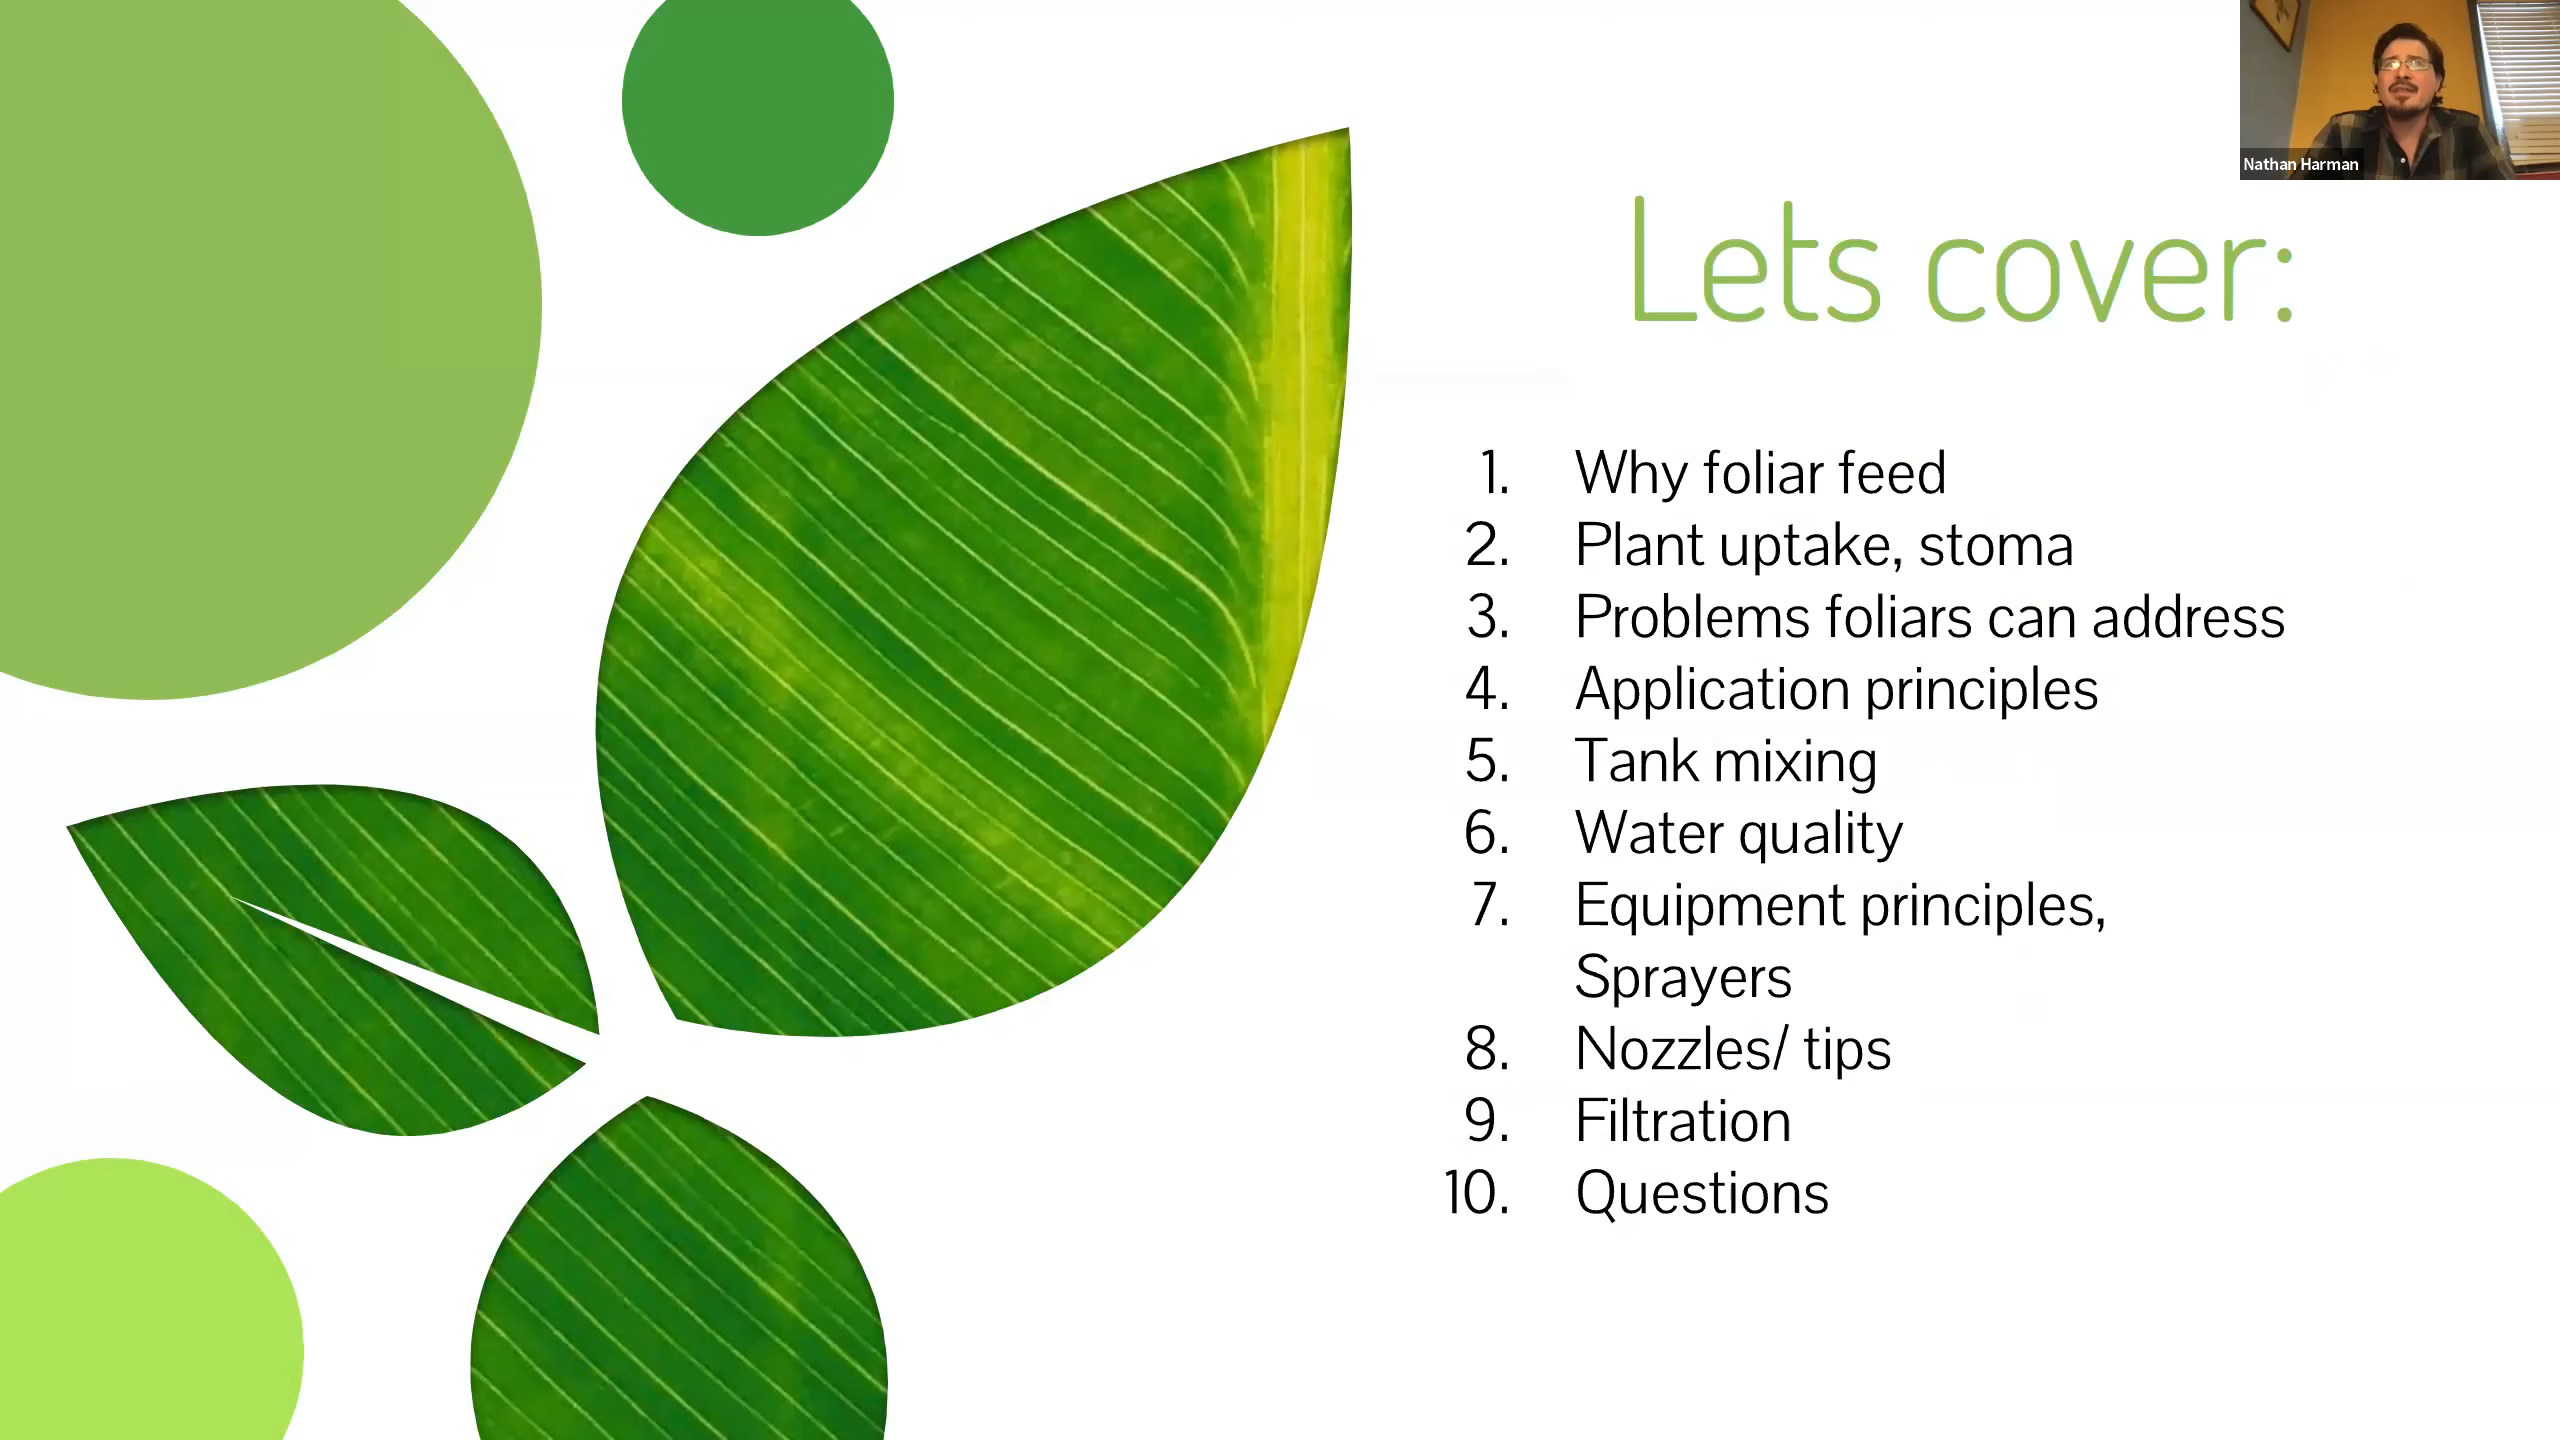 Nathan Harman
Lets cover:
1. Why foliar feed
2. Plant uptake, stoma
3. Problems foliars can address
4. Application principles
5. Tank mixing
6. Water quality
7. Equipment principles,
Sprayers
8. Nozzles/ tips
9. Filtration
10. Questions